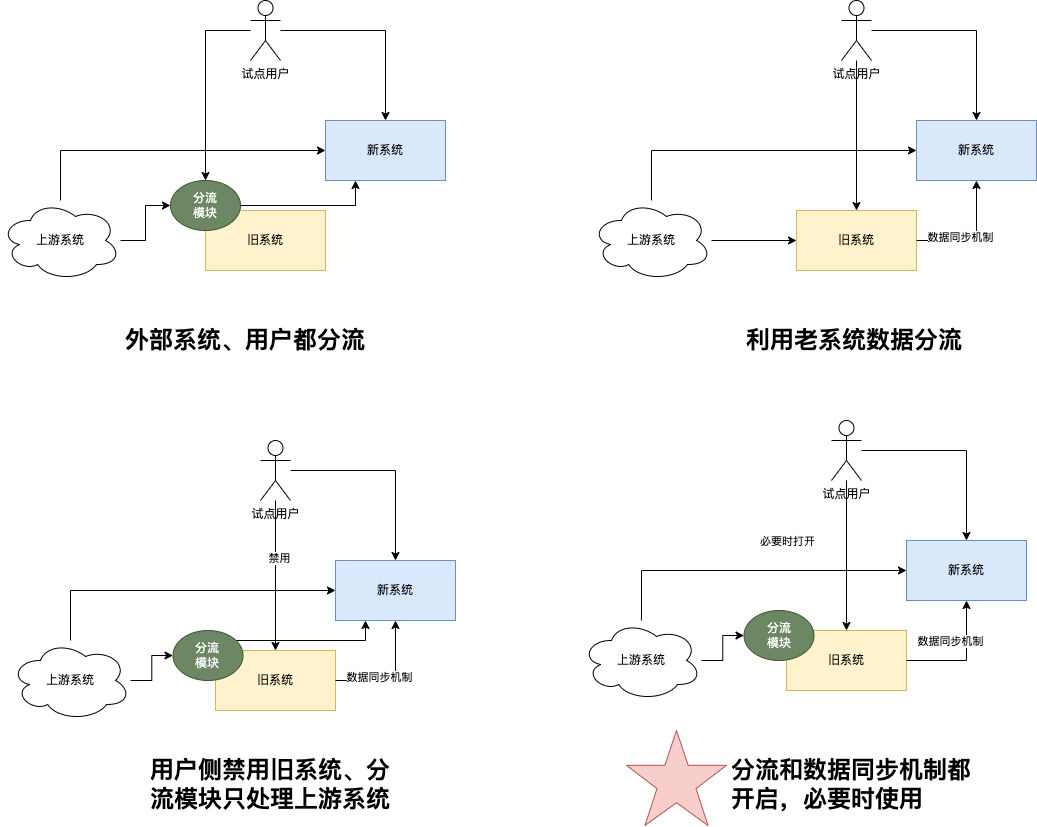 试点用户
新系统
分流
模块
上游系统
旧系统
外部系统、用户都分流
试点用户
新系统
上游系统
旧系统
数据同步机制
利用老系统数据分流
试点用户
禁用
新系统
分流
模块
上游系统
旧系统
数据同步机制
用户侧禁用旧系统、分
流模块只处理上游系统
试点用户
必要时打开
新系统
分流
模块
数据同步机制
上游系统
旧系统
分流和数据同步机制都
开启，必要时使用